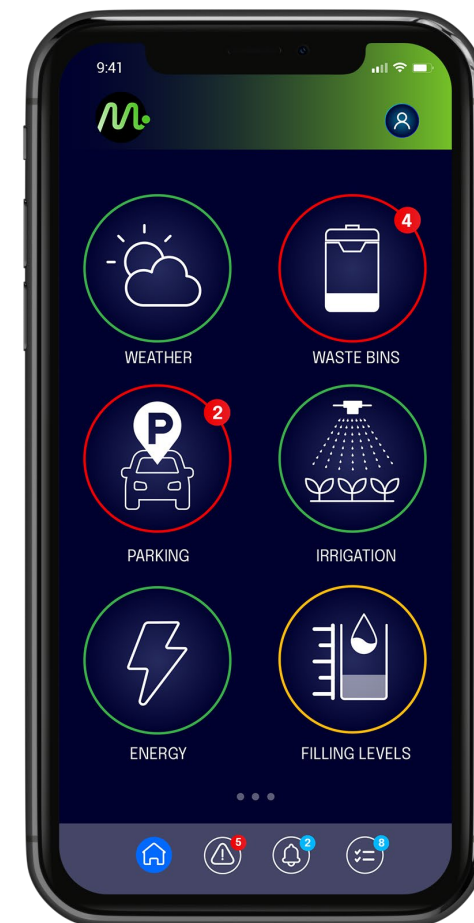 9:41
4
WEATHER
WASTE BINS
P
2
PARKING
IRRIGATION
ENERGY
FILLING LEVELS
5
2
8